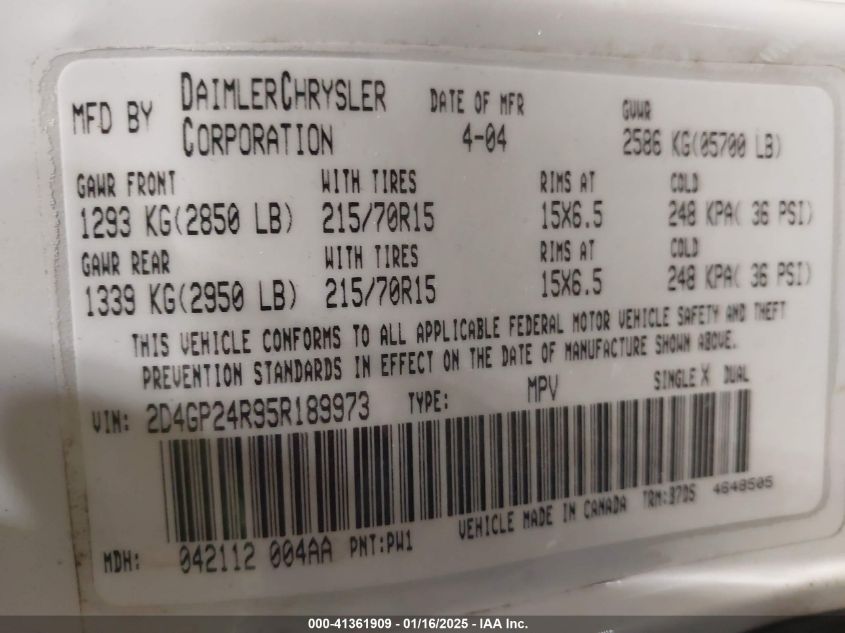 MFD BY DAIMLERCHRYSLER CORPORATION DATE OF MFR 4-04 GVWR 2586 KG(05700 LB)
GAWR FRONT WITH TIRES RIMS AT COLD
1293 KG(2850 LB) 215/70R15 15X6.5 248 KPA( 36 PSI)
GAWR REAR WITH TIRES RIMS AT COLD
1339 KG(2950 LB) 215/70R15 15X6.5 248 KPA( 36 PSI)
THIS VEHICLE CONFORMS TO ALL APPLICABLE FEDERAL MOTOR VEHICLE SAFETY AND THEFT
PREVENTION STANDARDS IN EFFECT ON THE DATE OF MANUFACTURE SHOWN ABOVE.
VIN: 2D4GP24R95R189973 TYPE: MPV SINGLE X DUAL
VEHICLE MADE IN CANADA TRM:B7D5 4648505
MDH: 042112 004AA PNT:PW1
000-41361909 - 01/16/2025 - IAA Inc.